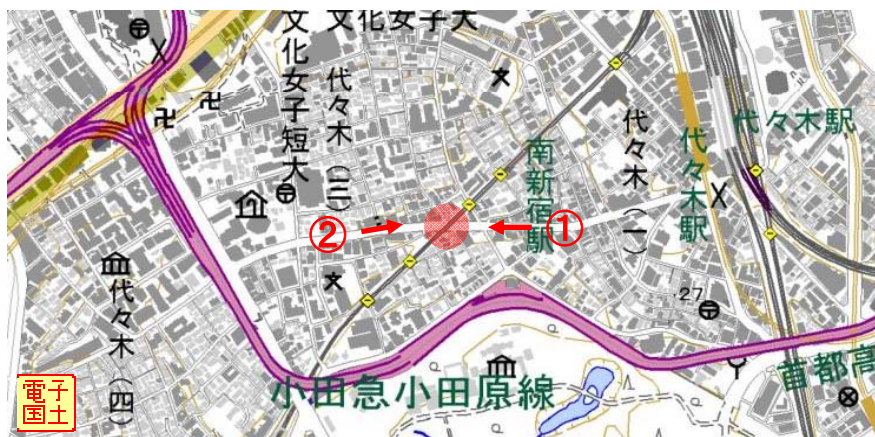 文化女子大
文化女子短大
代々木(三)
南新宿駅
代々木(一)
代々木駅
代々木駅
②
①
代々木(四)
27
小田急小田原線
首都高
電子
国土